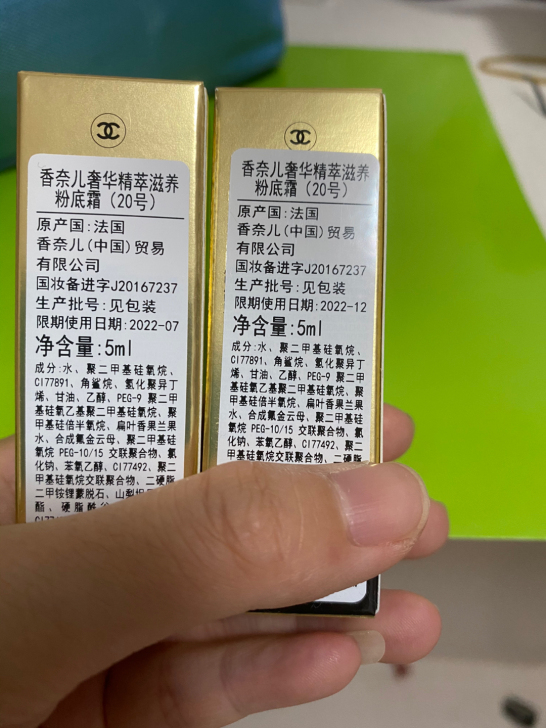 香奈儿奢华精萃滋养
粉底霜（20号）
原产国:法国
香奈儿(中国)贸易
有限公司
国妆备进字J20167237
生产批号:见包装
限期使用日期:2022-07
净含量:5ml
成分:水、聚二甲基硅氧烷、
CI77891、角鲨烷、氢化聚异丁
烯、甘油、乙醇、PEG-9 聚二甲
基硅氧乙基聚二甲基硅氧烷、聚
甲基硅倍半氧烷、扁叶香果兰果
水、合成氟金云母、聚二甲基硅
氧烷 PEG-10/15 交联聚合物、氯
化钠、苯氧乙醇、CI77492、聚二
甲基硅氧烷交联聚合物、二硬脂
二甲铵锂蒙脱石、山梨坦
酯、硬脂酰谷
香奈儿奢华精萃滋养
粉底霜（20号）
原产国:法国
香奈儿(中国)贸易
有限公司
国妆备进字J20167237
生产批号:见包装
限期使用日期:2022-12
净含量:5ml
成分:水、聚二甲基硅氧烷、
CI77891、角鲨烷、氢化聚异丁
烯、甘油、乙醇、PEG-9 聚二甲基
硅氧乙基聚二甲基硅氧烷、聚甲
基硅倍半氧烷、扁叶香果兰果
水、合成氟金云母、聚二甲基硅氧
烷 PEG-10/15 交联聚合物、氯化
钠、苯氧乙醇、CI77492、聚二
甲基硅氧烷交联聚合物、二硬脂